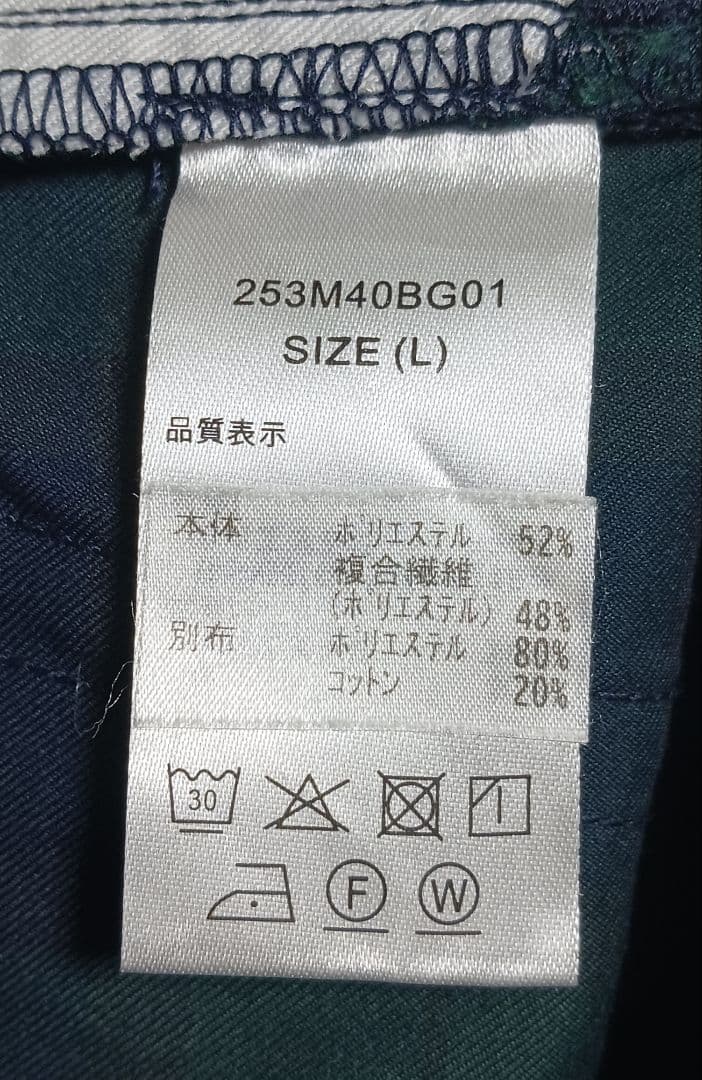 253M40BG01
SIZE (L)
品質表示
本体 ポリエステル 52%
複合繊維
(ポリエステル) 48%
別布 ポリエステル 80%
コットン 20%
30
F W